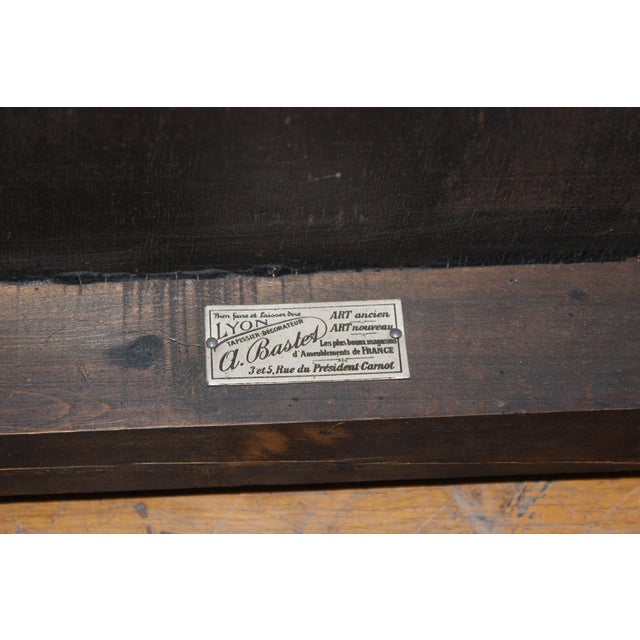 Bien faire et laisser dire
LYON
TAPISSIER-DÉCORATEUR
A. Bastet
ART ancien
ART nouveau
Les plus beaux magasins
d'Ameublements de FRANCE
3 et 5, Rue du Président Carnot